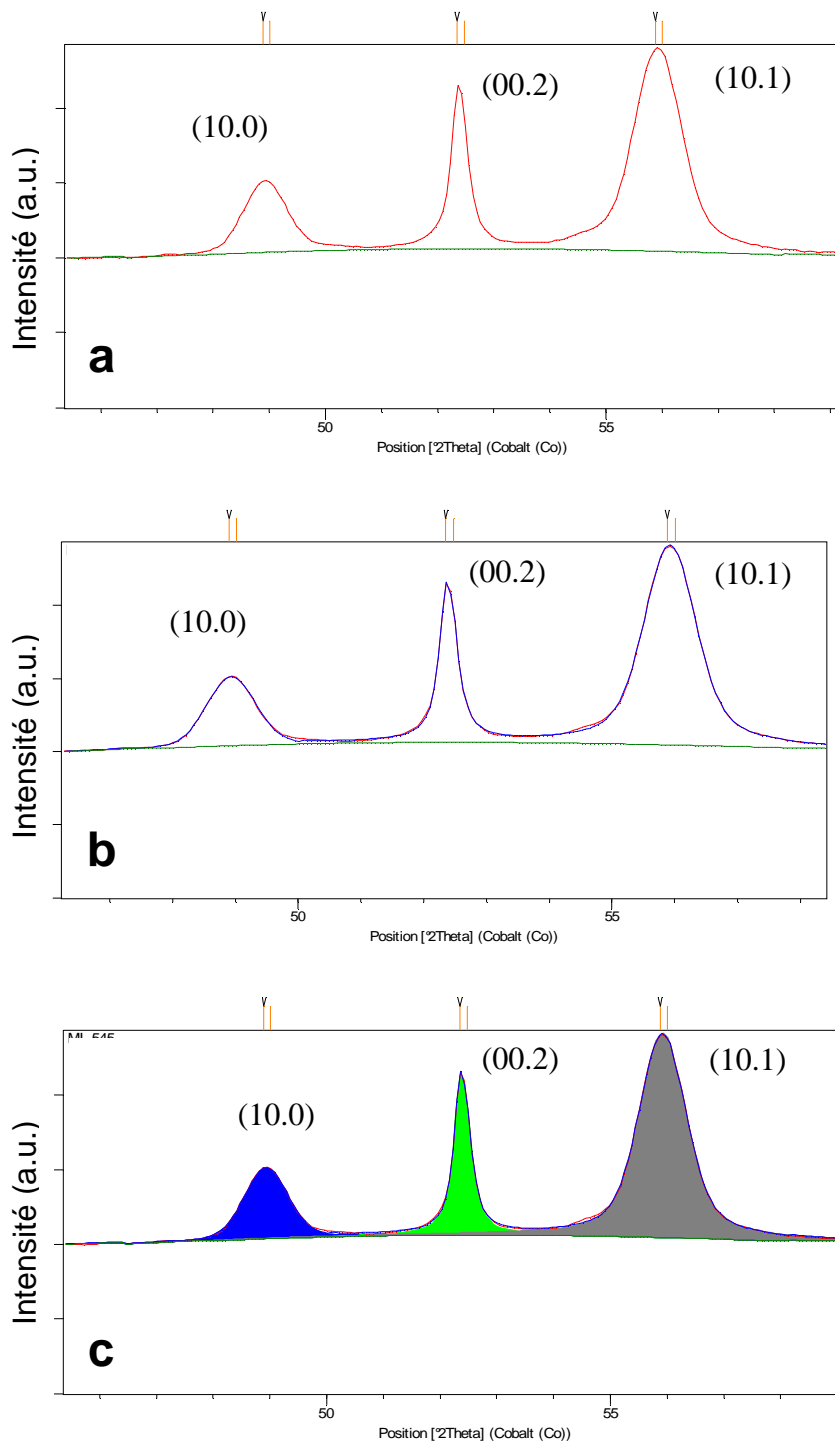 (10.0)
(00.2)
(10.1)
Intensité (a.u.)
a
50
55
Position [°2Theta] (Cobalt (Co))
(10.0)
(00.2)
(10.1)
Intensité (a.u.)
b
50
55
Position [°2Theta] (Cobalt (Co))
(10.0)
(00.2)
(10.1)
Intensité (a.u.)
c
50
55
Position [°2Theta] (Cobalt (Co))